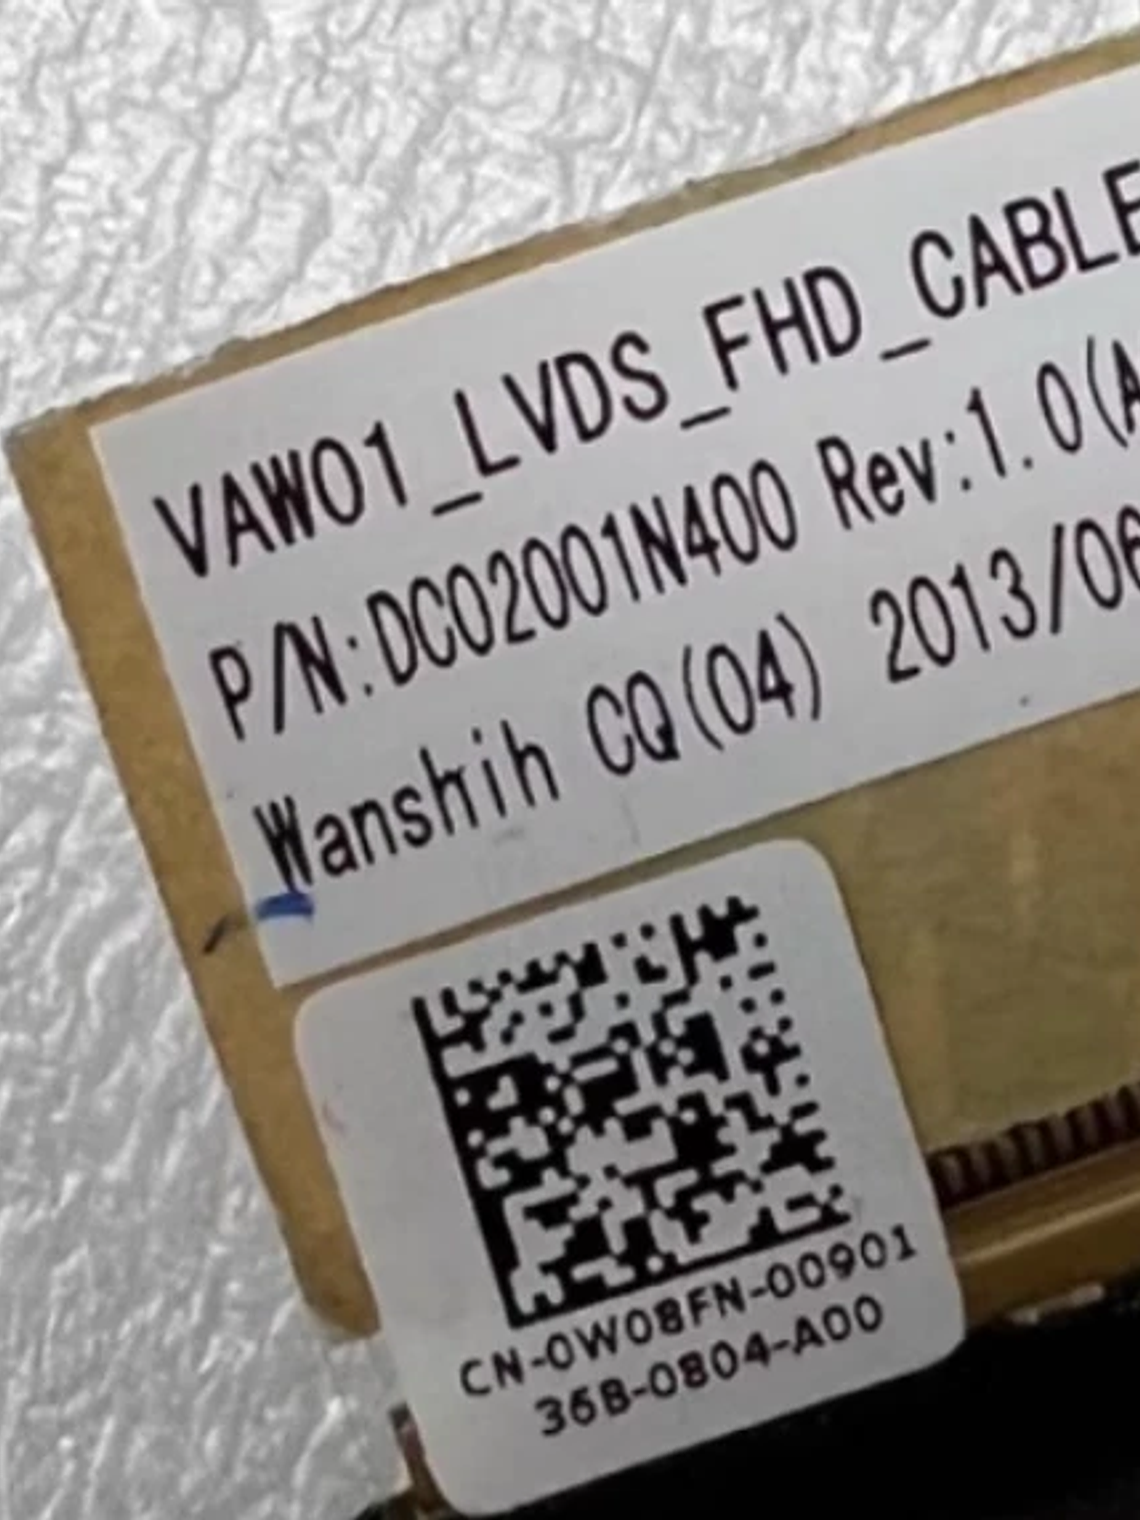 VAW01_LVDS_FHD_CABLE
P/N:DC02001N400 Rev:1.0(A
Wanshih CQ(04) 2013/06
CN-0W08FN-00901
36B-0804-A00